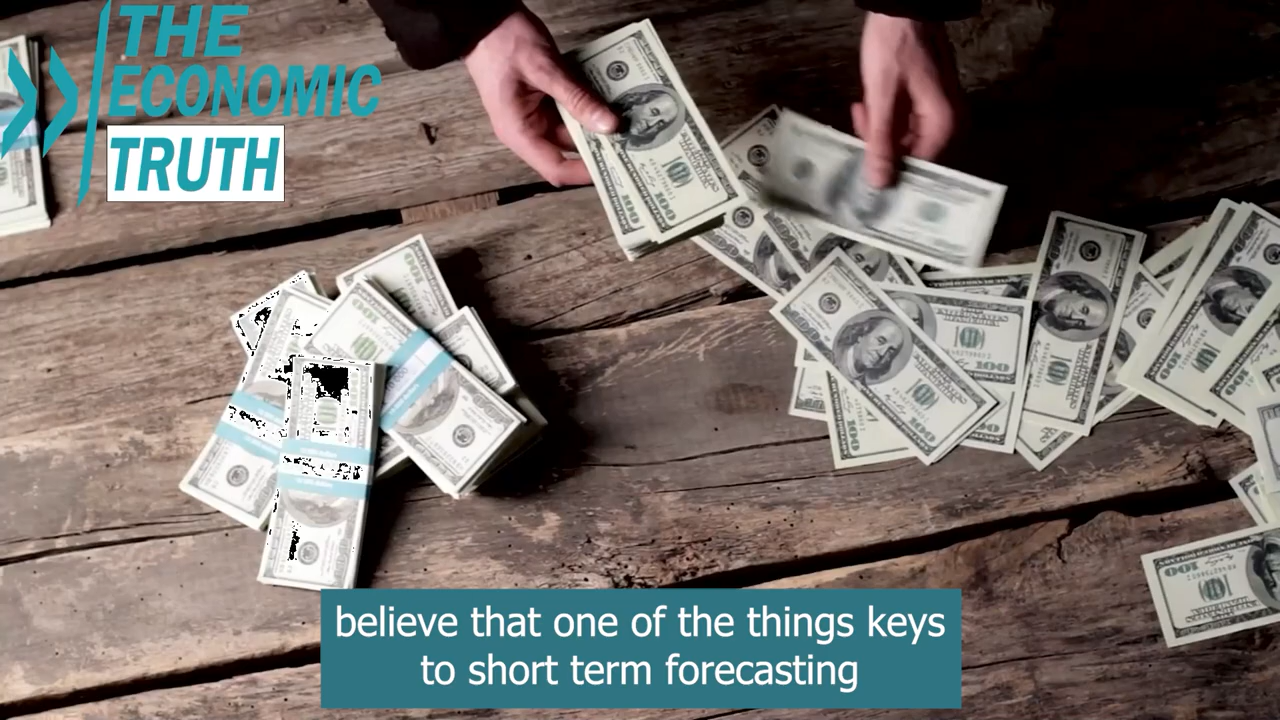 THE
ECONOMIC
TRUTH
believe that one of the things keys
to short term forecasting